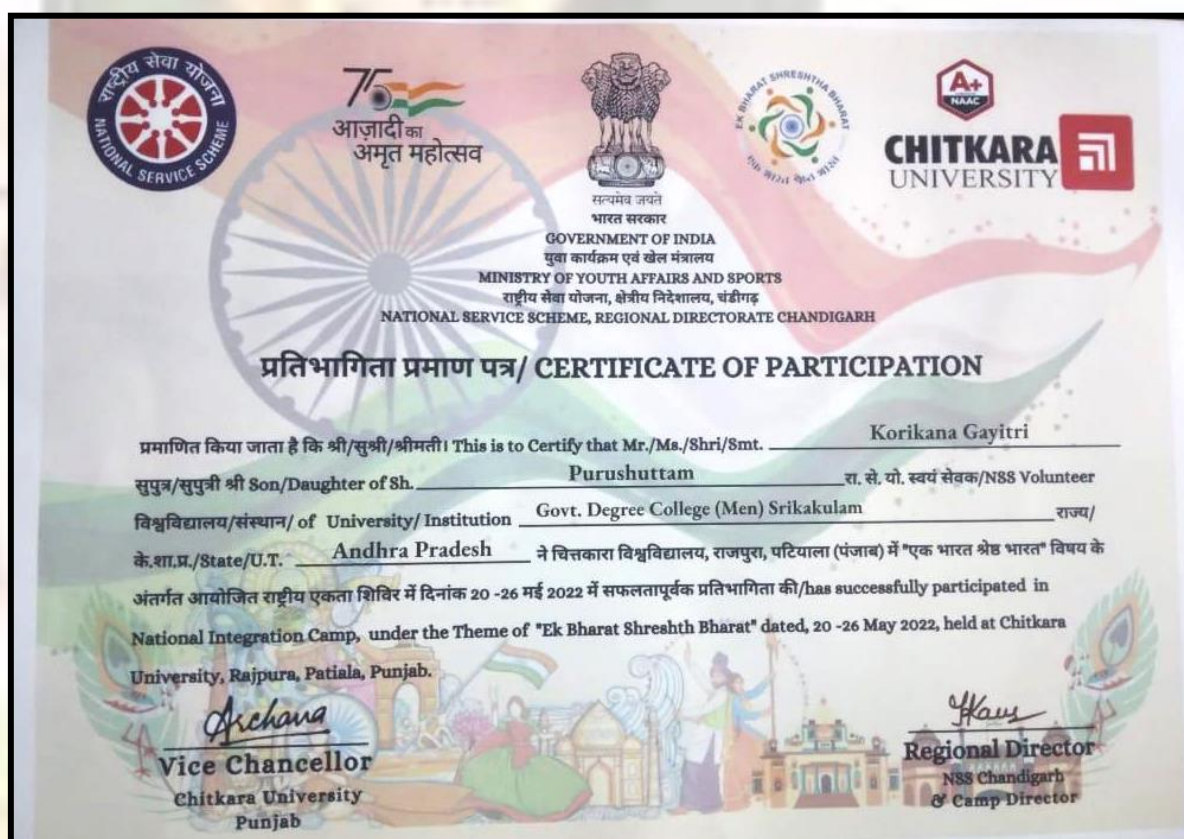 राष्ट्रीय सेवा योजना
NATIONAL SERVICE SCHEME
75
आज़ादी का
अमृत महोत्सव
सत्यमेव जयते
EK BHARAT SHRESHTHA BHARAT
एक भारत श्रेष्ठ भारत
A+
NAAC
CHITKARA
UNIVERSITY
भारत सरकार
GOVERNMENT OF INDIA
युवा कार्यक्रम एवं खेल मंत्रालय
MINISTRY OF YOUTH AFFAIRS AND SPORTS
राष्ट्रीय सेवा योजना, क्षेत्रीय निदेशालय, चंडीगढ़
NATIONAL SERVICE SCHEME, REGIONAL DIRECTORATE CHANDIGARH
प्रतिभागिता प्रमाण पत्र/ CERTIFICATE OF PARTICIPATION
प्रमाणित किया जाता है कि श्री/सुश्री/श्रीमती। This is to Certify that Mr./Ms./Shri/Smt. Korikana Gayitri
सुपुत्र/सुपुत्री श्री Son/Daughter of Sh. Purushuttam रा. से. यो. स्वयं सेवक/NSS Volunteer
विश्वविद्यालय/संस्थान/ of University/ Institution Govt. Degree College (Men) Srikakulam राज्य/
के.शा.प्र./State/U.T. Andhra Pradesh ने चित्तकारा विश्वविद्यालय, राजपुरा, पटियाला (पंजाब) में "एक भारत श्रेष्ठ भारत" विषय के
अंतर्गत आयोजित राष्ट्रीय एकता शिविर में दिनांक 20 -26 मई 2022 में सफलतापूर्वक प्रतिभागिता की/has successfully participated in
National Integration Camp, under the Theme of "Ek Bharat Shreshth Bharat" dated, 20 -26 May 2022, held at Chitkara
University, Rajpura, Patiala, Punjab.
Archana
Vice Chancellor
Chitkara University
Punjab
Regional Director
NSS Chandigarh
& Camp Director